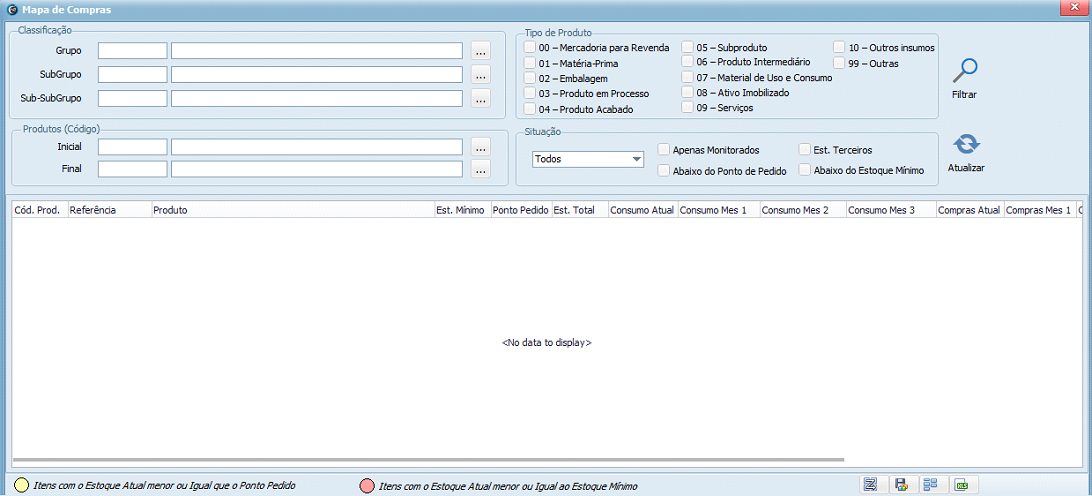 Mapa de Compras
Classificação
Grupo
...
SubGrupo
...
Sub-SubGrupo
...
Produtos (Código)
Inicial
...
Final
...
Tipo de Produto
00 – Mercadoria para Revenda
01 – Matéria-Prima
02 – Embalagem
03 – Produto em Processo
04 – Produto Acabado
05 – Subproduto
06 – Produto Intermediário
07 – Material de Uso e Consumo
08 – Ativo Imobilizado
09 – Serviços
10 – Outros insumos
99 – Outras
Situação
Todos
Apenas Monitorados
Est. Terceiros
Abaixo do Ponto de Pedido
Abaixo do Estoque Mínimo
Filtrar
Atualizar
Cód. Prod. Referência Produto Est. Mínimo Ponto Pedido Est. Total Consumo Atual Consumo Mes 1 Consumo Mes 2 Consumo Mes 3 Compras Atual Compras Mes 1
<No data to display>
Itens com o Estoque Atual menor ou Igual que o Ponto Pedido
Itens com o Estoque Atual menor ou Igual ao Estoque Mínimo